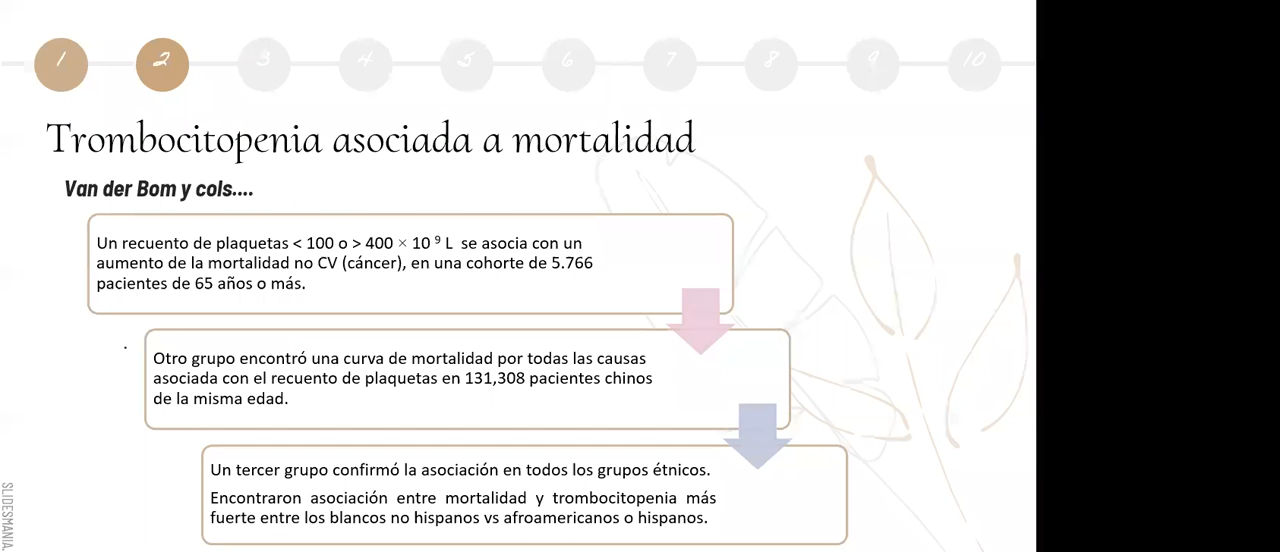 1 2 3 4 5 6 7 8 9 10
Trombocitopenia asociada a mortalidad
Van der Bom y cols....
Un recuento de plaquetas < 100 o > 400 × 10 ⁹ L se asocia con un
aumento de la mortalidad no CV (cáncer), en una cohorte de 5.766
pacientes de 65 años o más.
Otro grupo encontró una curva de mortalidad por todas las causas
asociada con el recuento de plaquetas en 131,308 pacientes chinos
de la misma edad.
Un tercer grupo confirmó la asociación en todos los grupos étnicos.
Encontraron asociación entre mortalidad y trombocitopenia más
fuerte entre los blancos no hispanos vs afroamericanos o hispanos.
SLIDESMANIA.